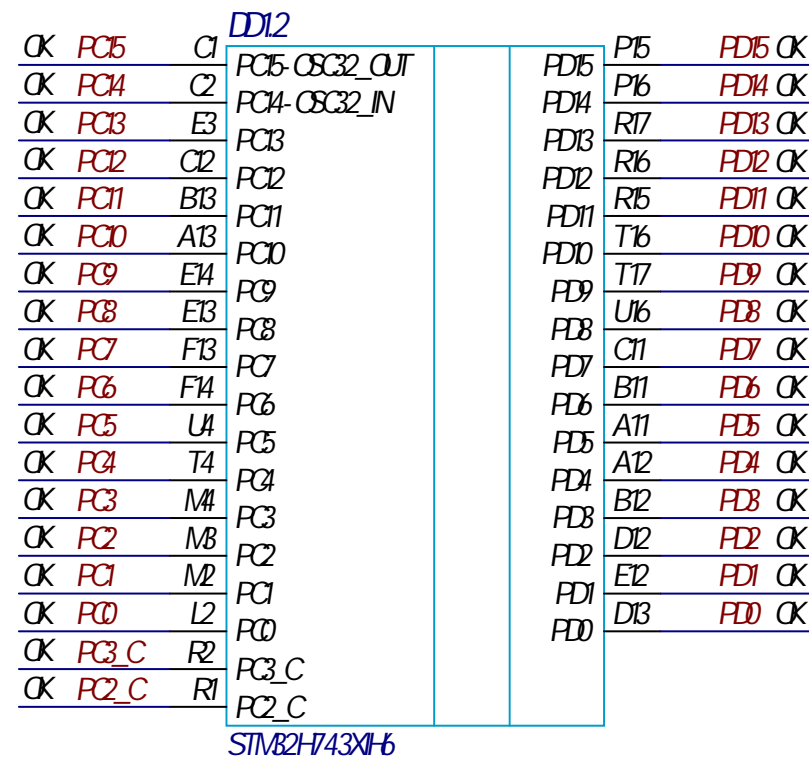 DD1.2
OK PC15 C1 PC15-OSC32_OUT PD15 P15 PD15 OK
OK PC14 C2 PC14-OSC32_IN PD14 P16 PD14 OK
OK PC13 E3 PC13 PD13 R17 PD13 OK
OK PC12 C12 PC12 PD12 R16 PD12 OK
OK PC11 B13 PC11 PD11 R15 PD11 OK
OK PC10 A13 PC10 PD10 T16 PD10 OK
OK PC9 E14 PC9 PD9 T17 PD9 OK
OK PC8 E13 PC8 PD8 U16 PD8 OK
OK PC7 F13 PC7 PD7 C11 PD7 OK
OK PC6 F14 PC6 PD6 B11 PD6 OK
OK PC5 U4 PC5 PD5 A11 PD5 OK
OK PC4 T4 PC4 PD4 A12 PD4 OK
OK PC3 M4 PC3 PD3 B12 PD3 OK
OK PC2 M3 PC2 PD2 D12 PD2 OK
OK PC1 M2 PC1 PD1 E12 PD1 OK
OK PC0 L2 PC0 PD0 D13 PD0 OK
OK PC3_C R2 PC3_C
OK PC2_C R1 PC2_C
STM32H743XIH6